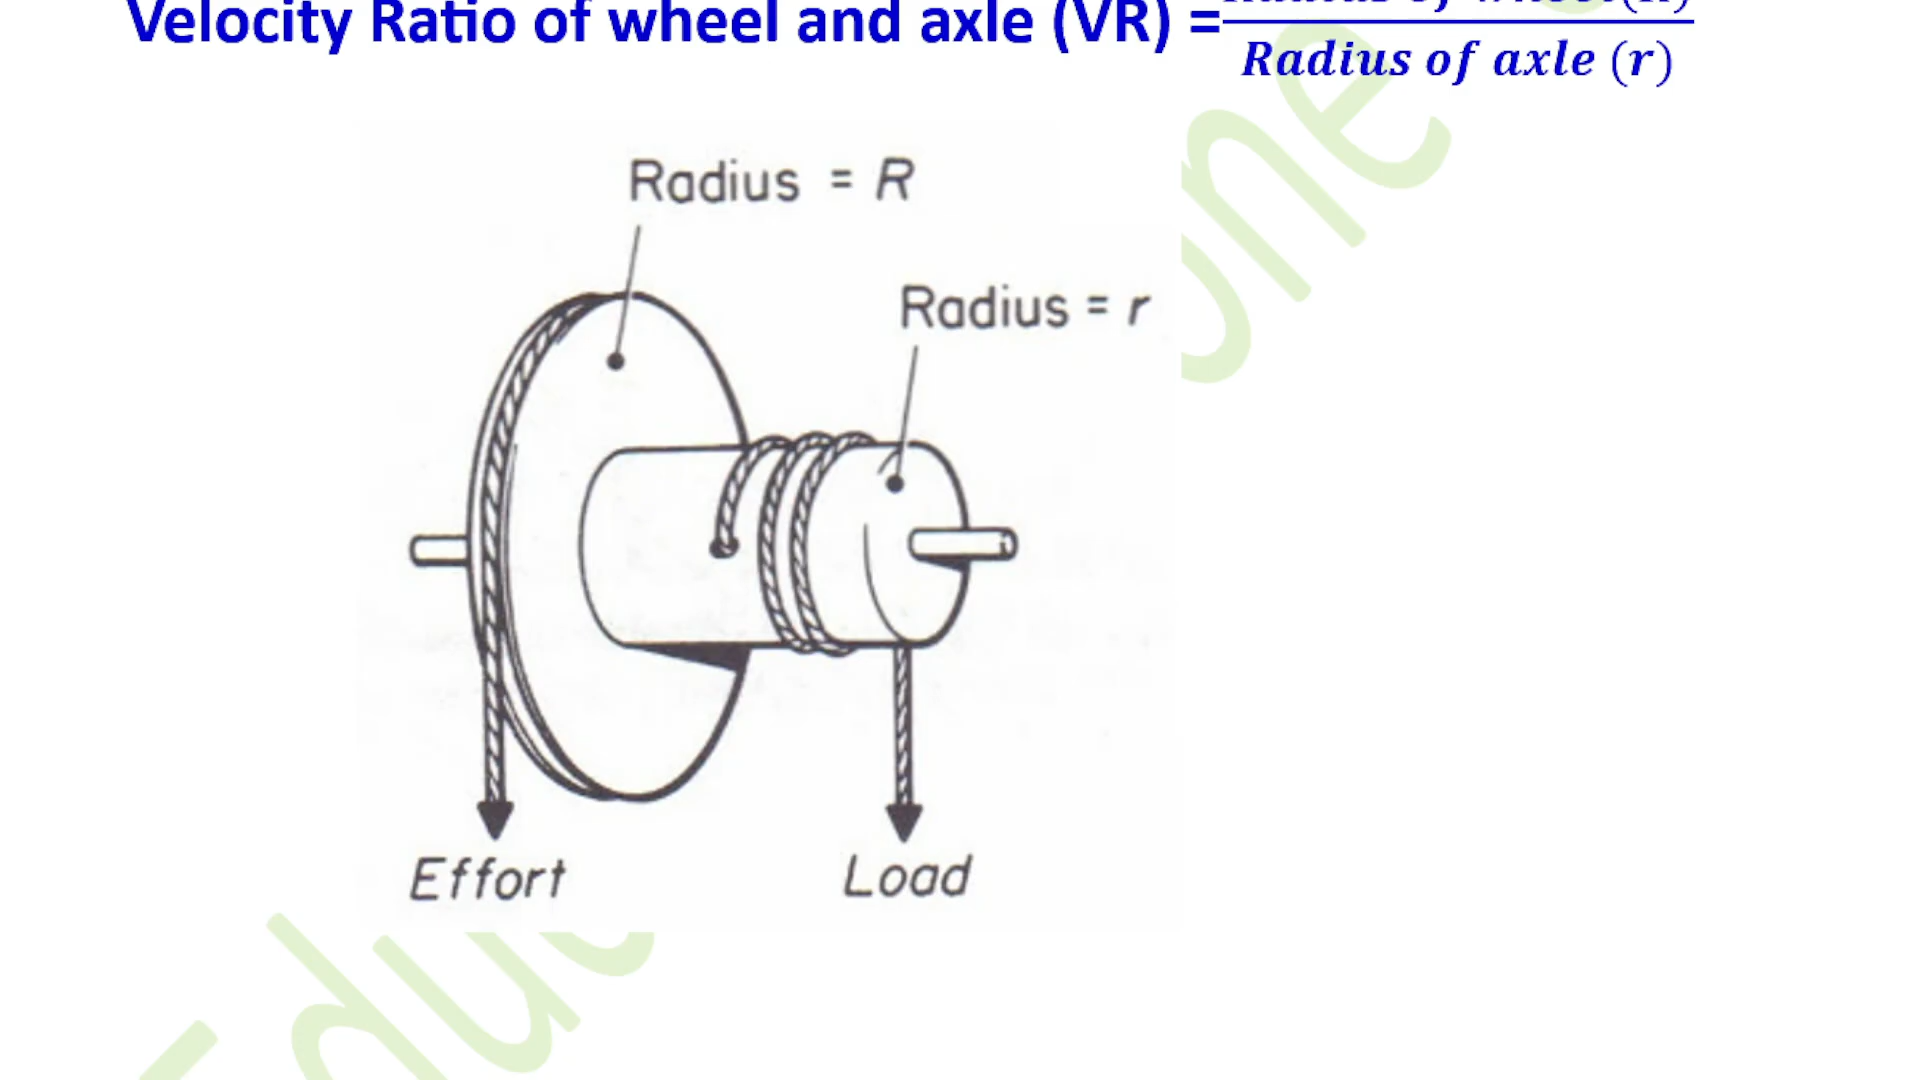 Velocity Ratio of wheel and axle (VR) =
Radius of axle (r)
Radius = R
Radius = r
Effort
Load